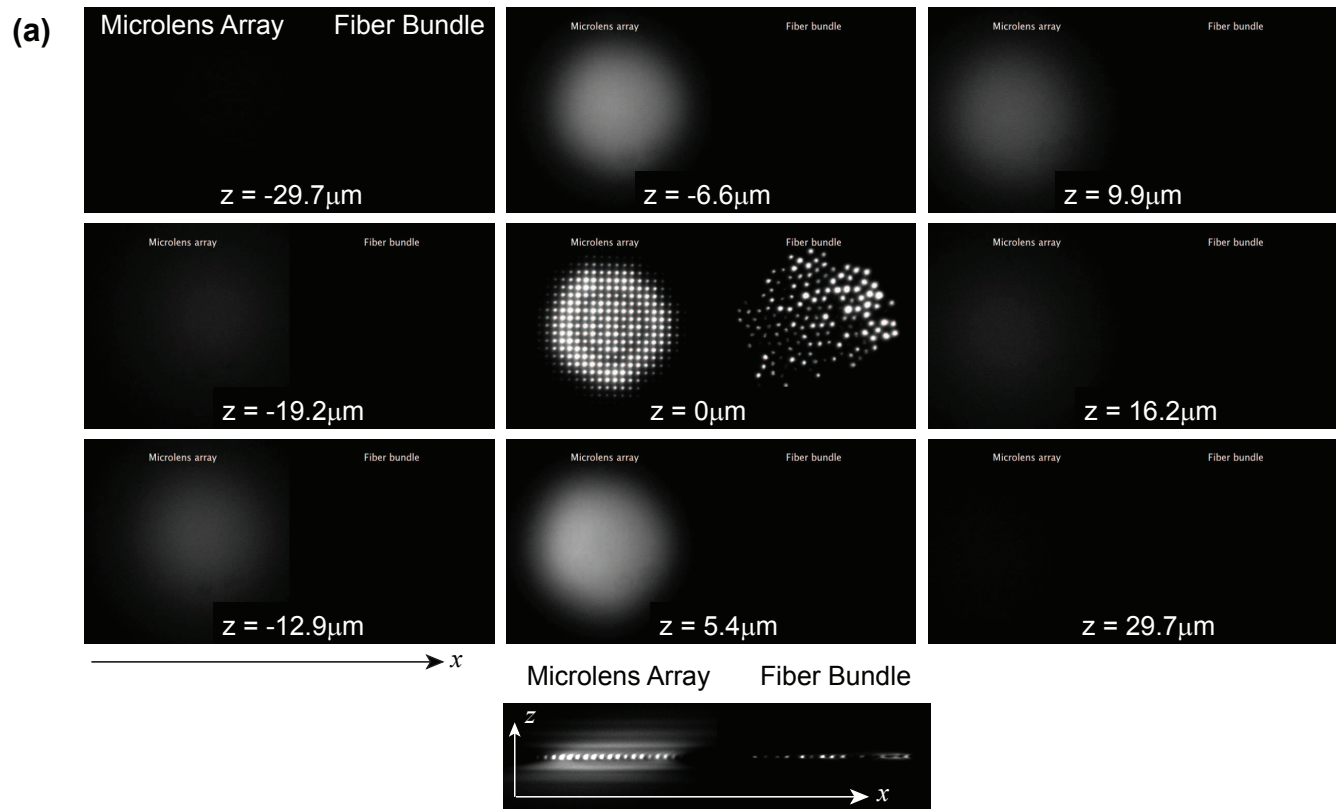 (a)
Microlens Array Fiber Bundle
z = -29.7μm
Microlens array Fiber bundle
z = -6.6μm
Microlens array Fiber bundle
z = 9.9μm
Microlens array Fiber bundle
z = -19.2μm
Microlens array Fiber bundle
z = 0μm
Microlens array Fiber bundle
z = 16.2μm
Microlens array Fiber bundle
z = -12.9μm
Microlens array Fiber bundle
z = 5.4μm
Microlens array Fiber bundle
z = 29.7μm
x
Microlens Array Fiber Bundle
z
x